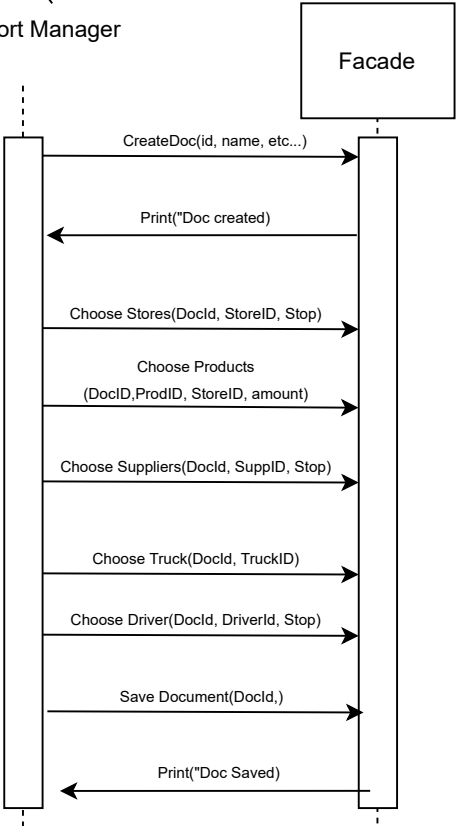 ort Manager
Facade
CreateDoc(id, name, etc...)
Print("Doc created)
Choose Stores(DocId, StoreID, Stop)
Choose Products
(DocID,ProdID, StoreID, amount)
Choose Suppliers(DocId, SuppID, Stop)
Choose Truck(DocId, TruckID)
Choose Driver(DocId, DriverId, Stop)
Save Document(DocId,)
Print("Doc Saved)